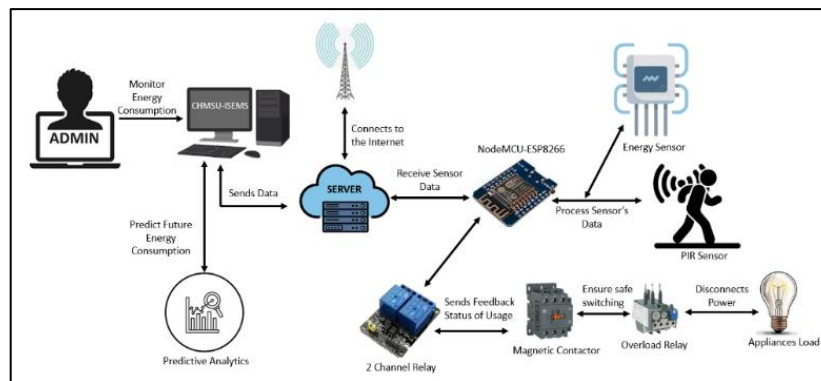 ADMIN
Monitor
Energy
Consumption
CHMSU-ISEMS
Connects to
the Internet
Sends Data
SERVER
Receive Sensor
Data
NodeMCU-ESP8266
Energy Sensor
Process Sensor's
Data
PIR Sensor
Predict Future
Energy
Consumption
Predictive Analytics
2 Channel Relay
Sends Feedback
Status of Usage
Magnetic Contactor
Ensure safe
switching
Overload Relay
Disconnects
Power
Appliances Load